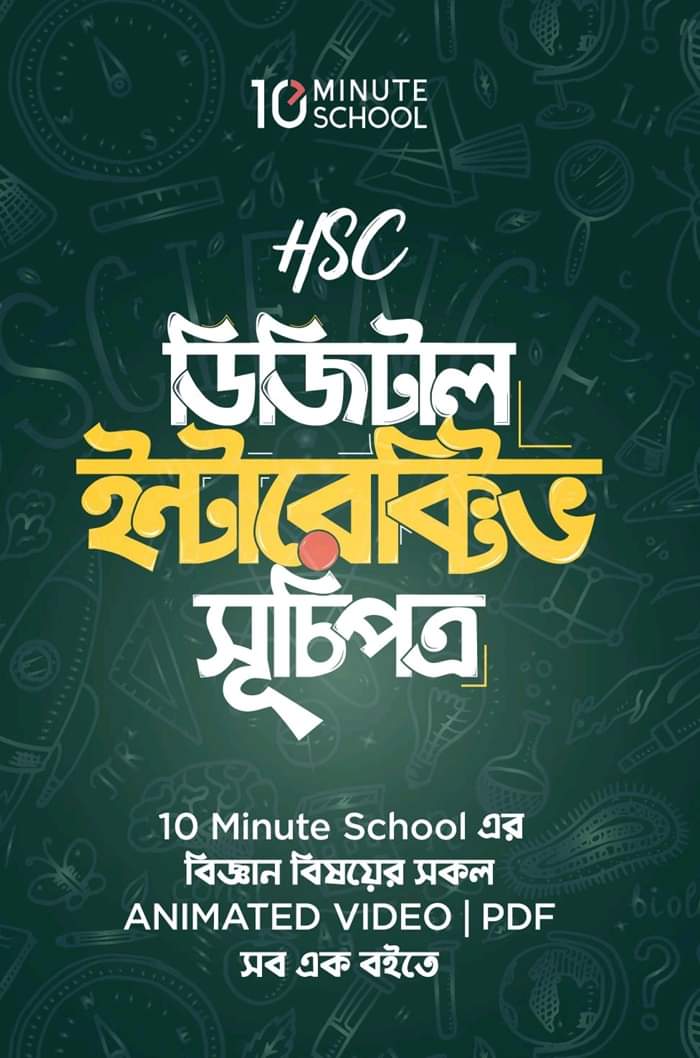 10 MINUTE
SCHOOL
HSC
ডিজিটাল
ইন্টারেক্টিভ
সূচিপত্র
10 Minute School এর
বিজ্ঞান বিষয়ের সকল
ANIMATED VIDEO | PDF
সব এক বইতে